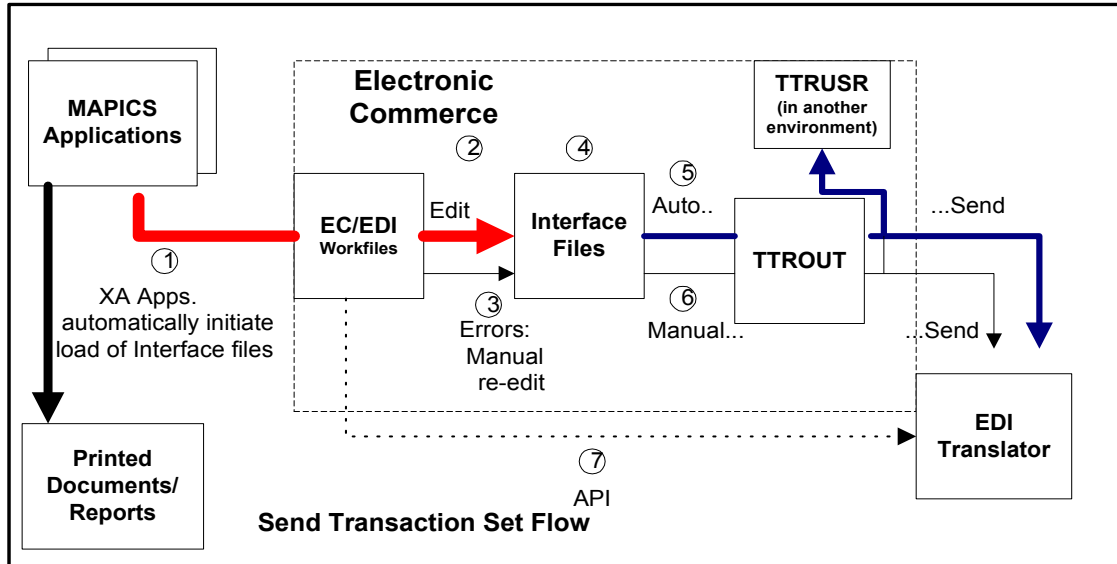 MAPICS
Applications
Electronic
Commerce
TTRUSR
(in another
environment)
2
4
5
EC/EDI
Workfiles
Edit
Interface
Files
Auto..
TTROUT
...Send
1
XA Apps.
automatically initiate
load of Interface files
3
Errors:
Manual
re-edit
6
Manual...
...Send
Printed
Documents/
Reports
EDI
Translator
7
API
Send Transaction Set Flow